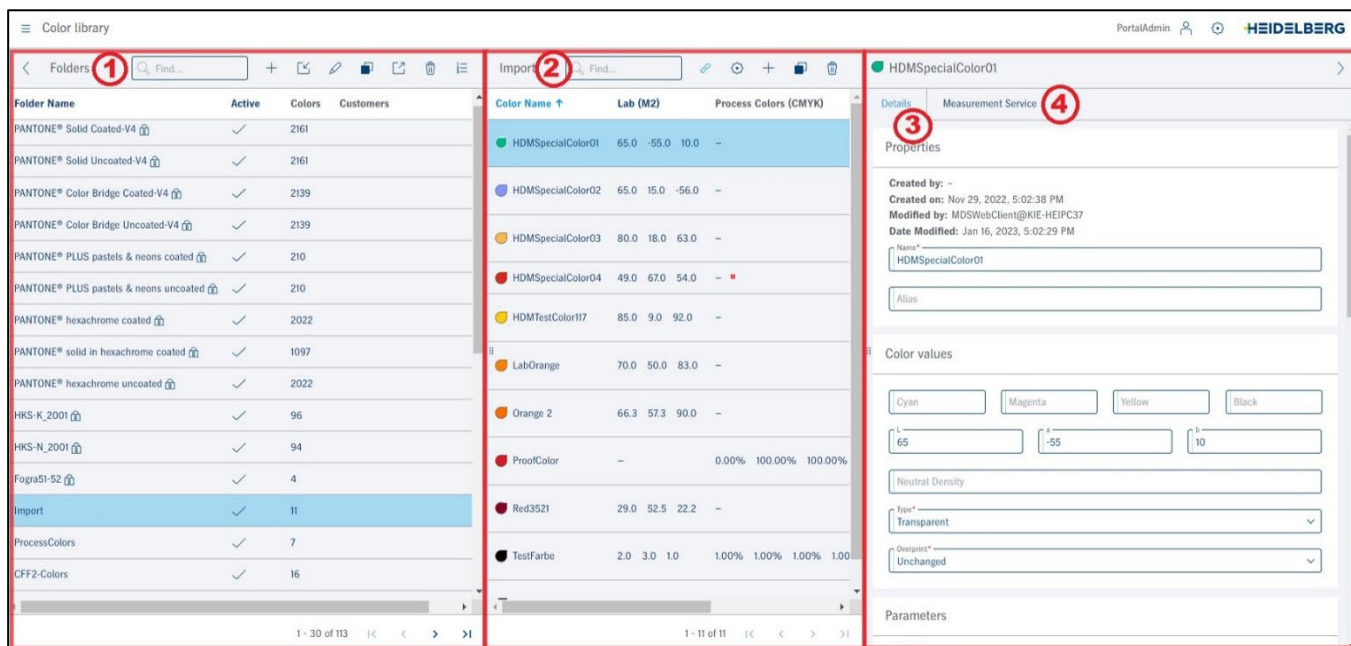 Color library
PortalAdmin
HEIDELBERG
Folders
1
Find...
Folder Name Active Colors Customers
PANTONE® Solid Coated-V4 2161
PANTONE® Solid Uncoated-V4 2161
PANTONE® Color Bridge Coated-V4 2139
PANTONE® Color Bridge Uncoated-V4 2139
PANTONE® PLUS pastels & neons coated 210
PANTONE® PLUS pastels & neons uncoated 210
PANTONE® hexachrome coated 2022
PANTONE® solid in hexachrome coated 1097
PANTONE® hexachrome uncoated 2022
HKS-K_2001 96
HKS-N_2001 94
Fogra51-52 4
Import 11
ProcessColors 7
CFF2-Colors 16
1 - 30 of 113
Import
2
Find...
Color Name ↑ Lab (M2) Process Colors (CMYK)
HDMSpecialColor01 65.0 -55.0 10.0 –
HDMSpecialColor02 65.0 15.0 -56.0 –
HDMSpecialColor03 80.0 18.0 63.0 –
HDMSpecialColor04 49.0 67.0 54.0 –
HDMTestColor117 85.0 9.0 92.0 –
LabOrange 70.0 50.0 83.0 –
Orange 2 66.3 57.3 90.0 –
ProofColor – 0.00% 100.00% 100.00%
Red3521 29.0 52.5 22.2 –
TestFarbe 2.0 3.0 1.0 1.00% 1.00% 1.00% 1.00
1 - 11 of 11
HDMSpecialColor01
Details
Measurement Service
3
4
Properties
Created by: –
Created on: Nov 29, 2022, 5:02:38 PM
Modified by: MDSWebClient@KIE-HEIPC37
Date Modified: Jan 16, 2023, 5:02:29 PM
Name*
HDMSpecialColor01
Alias
Color values
Cyan Magenta Yellow Black
L a b
65 -55 10
Neutral Density
Type*
Transparent
Overprint*
Unchanged
Parameters